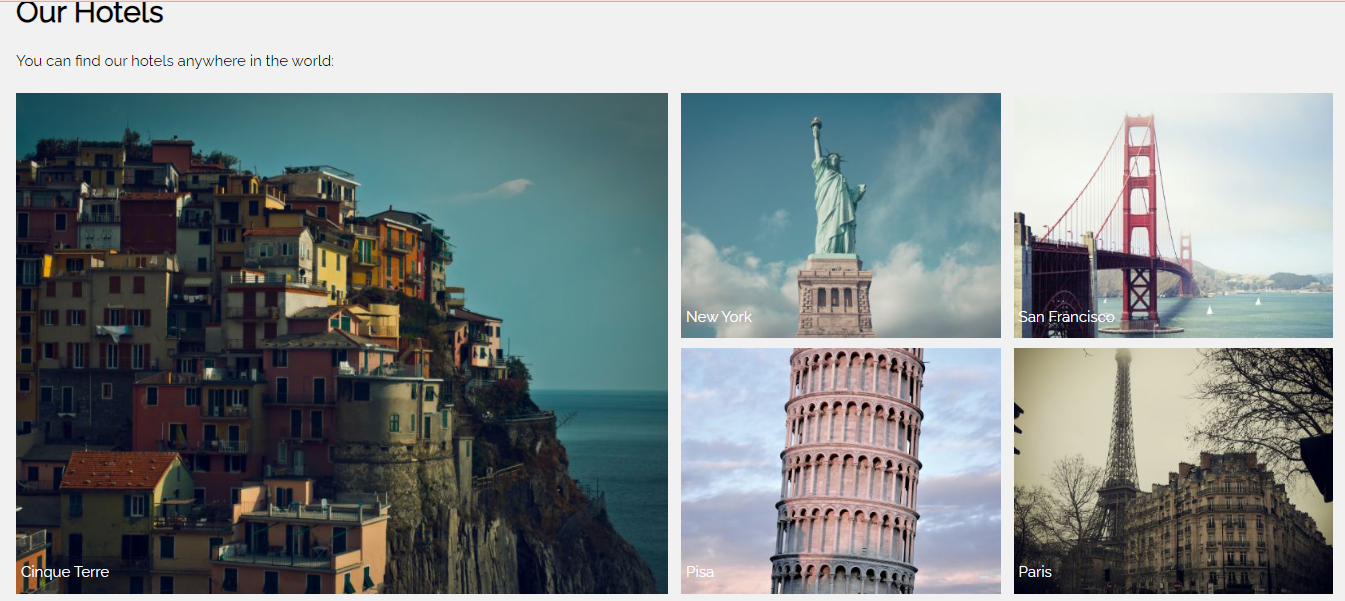 Our Hotels
You can find our hotels anywhere in the world:
New York
San Francisco
Cinque Terre
Pisa
Paris